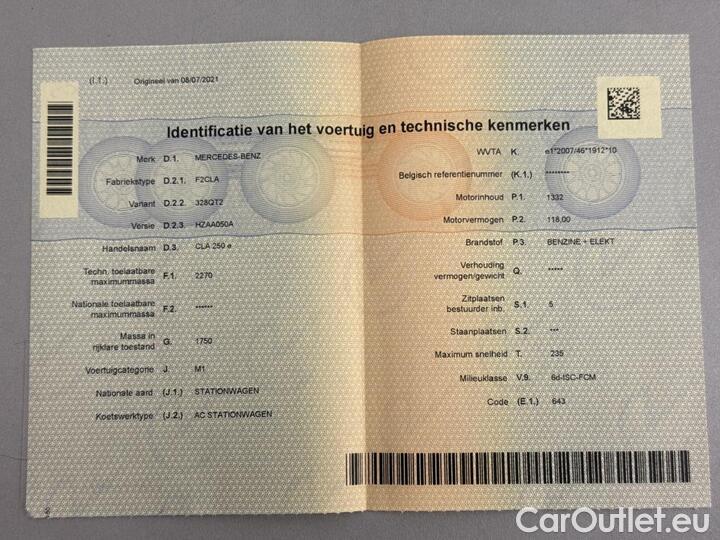 (I.1.) Origineel van 08/07/2021
Identificatie van het voertuig en technische kenmerken
Merk D.1. MERCEDES-BENZ
Fabriekstype D.2.1. F2CLA
Variant D.2.2. 328QT2
Versie D.2.3. HZAA050A
Handelsnaam D.3. CLA 250 e
Techn. toelaatbare
maximummassa F.1. 2270
Nationale toelaatbare
maximummassa F.2. ******
Massa in
rijklare toestand G. 1750
Voertuigcategorie J. M1
Nationale aard (J.1.) STATIONWAGEN
Koetswerktype (J.2.) AC STATIONWAGEN
WVTA K. e1*2007/46*1912*10
Belgisch referentienummer (K.1.) ********
Motorinhoud P.1. 1332
Motorvermogen P.2. 118,00
Brandstof P.3. BENZINE + ELEKT
Verhouding
vermogen/gewicht Q. *****
Zitplaatsen
bestuurder inb. S.1. 5
Staanplaatsen S.2. ***
Maximum snelheid T. 235
Milieuklasse V.9. 6d-ISC-FCM
Code (E.1.) 643
CarOutlet.eu